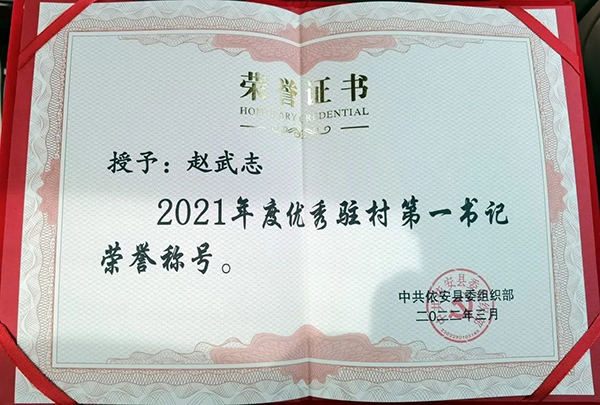 荣誉证书
HONORARY CREDENTIAL
授予：赵武志
2021年度优秀驻村第一书记
荣誉称号。
中共依安县委组织部
二〇二二年三月